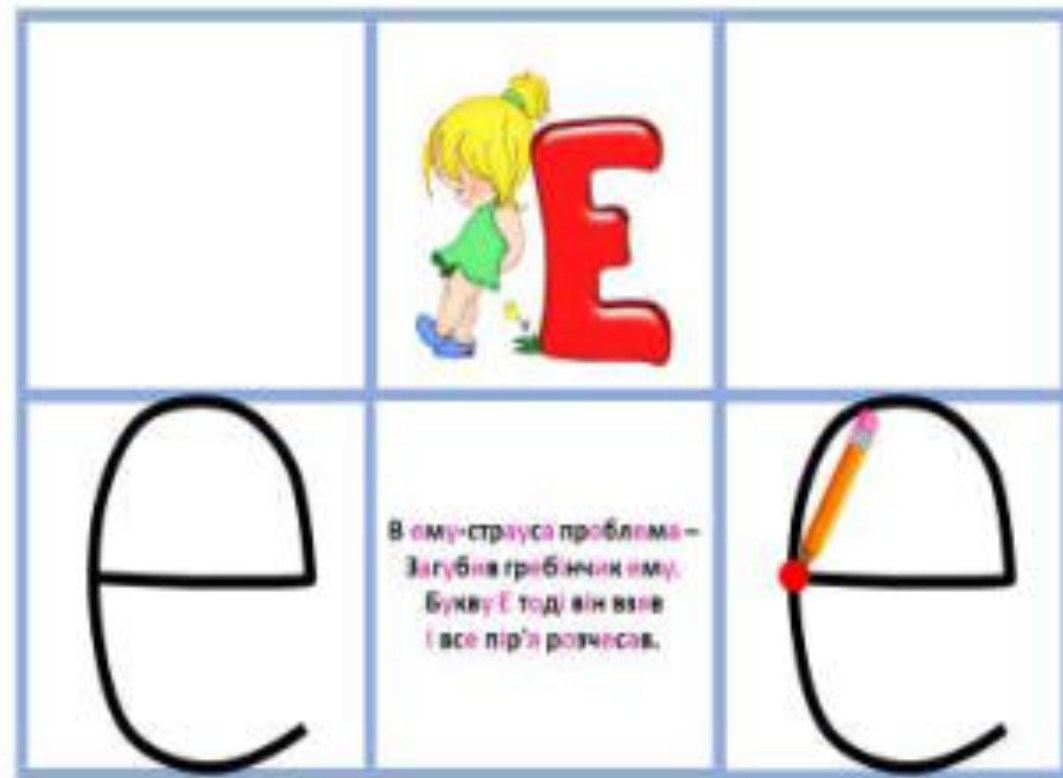 Е
е
В ему-страуса проблема –
Загубив гребінчик ему.
Букву Е тоді він взяв
І все пір'я розчесав.
е